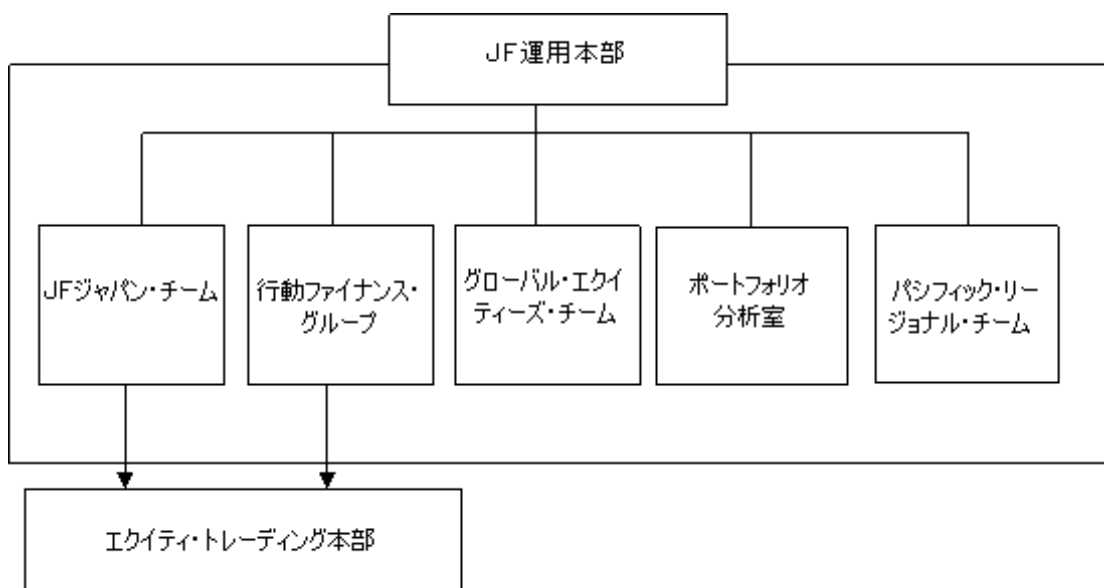 JF運用本部
JFジャパン・チーム
行動ファイナンス・
グループ
グローバル・エクイ
ティーズ・チーム
ポートフォリオ
分析室
パシフィック・リー
ジョナル・チーム
エクイティ・トレーディング本部